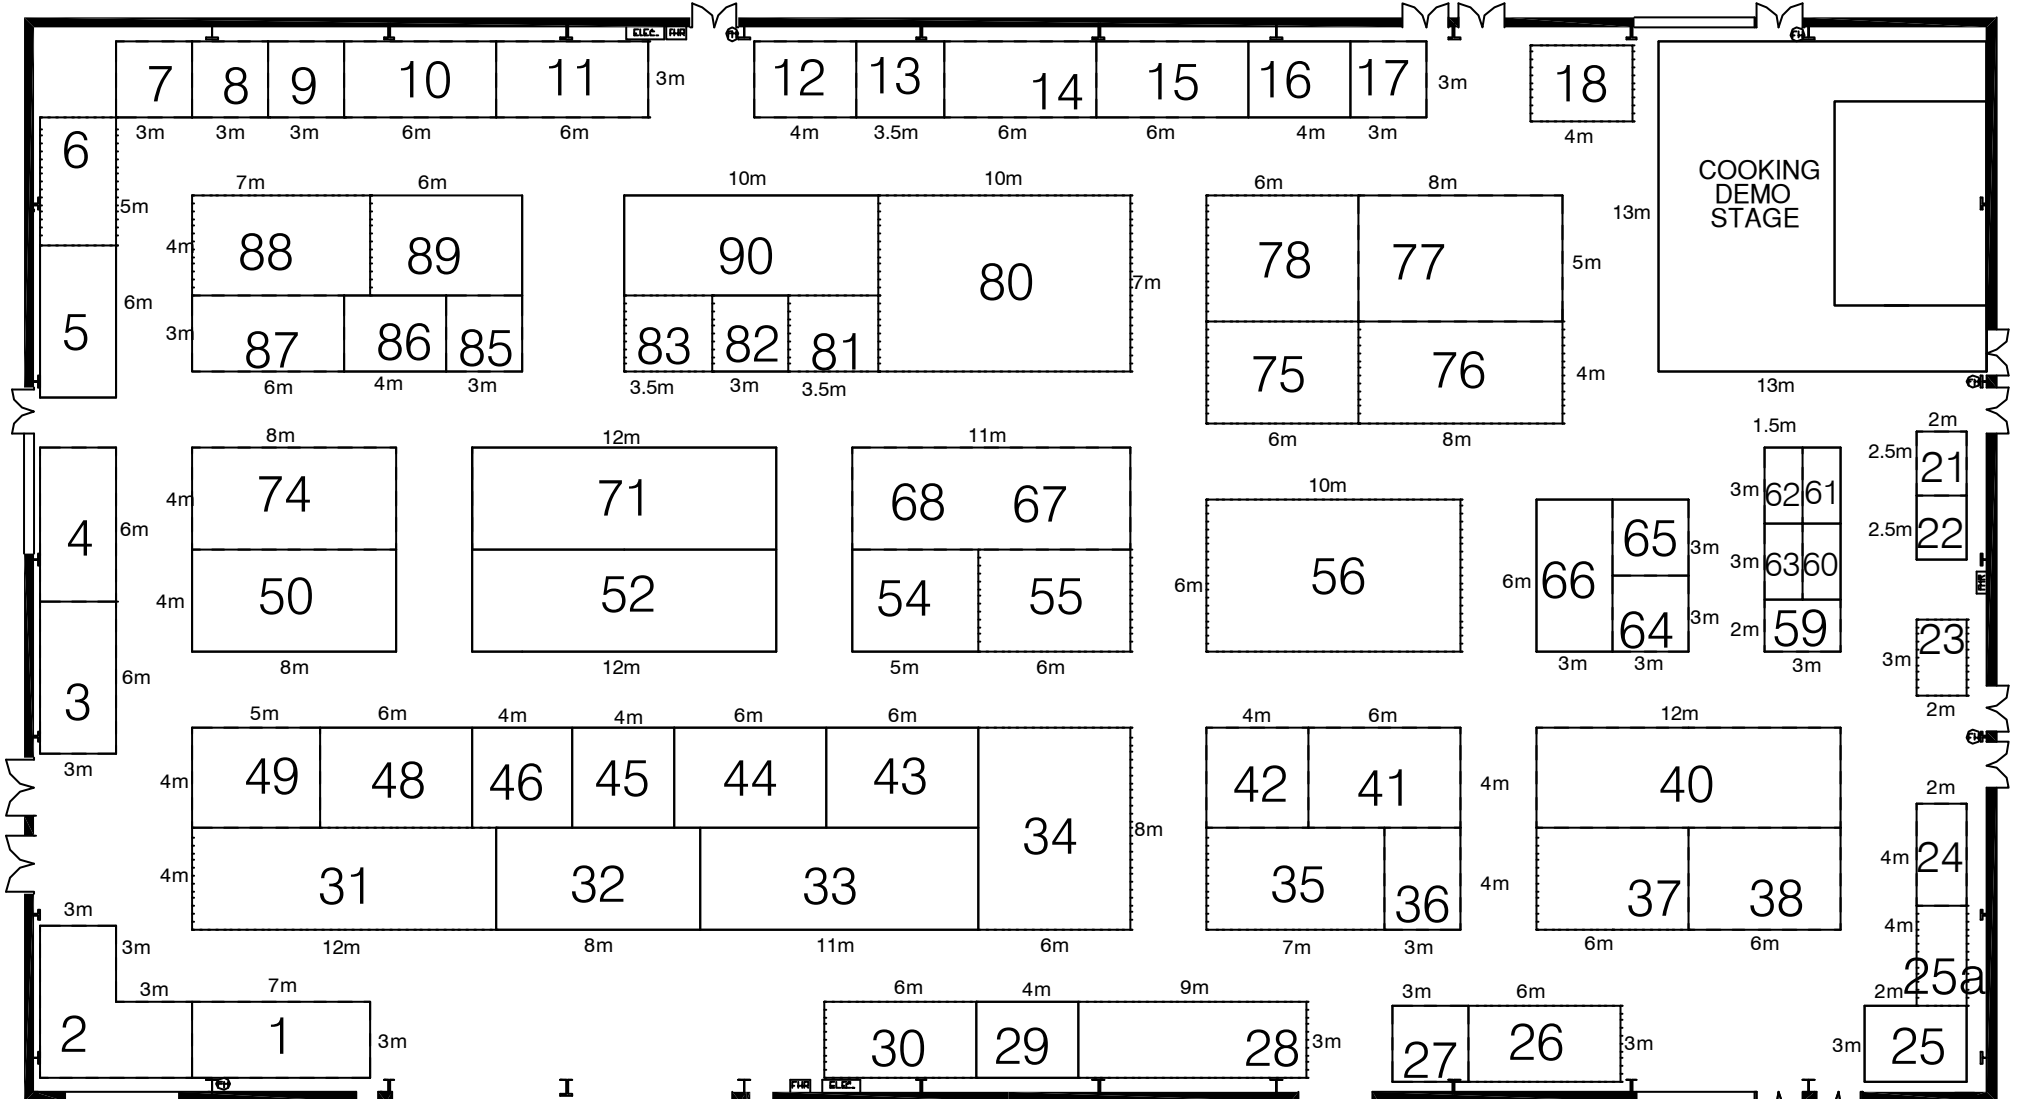 ELEC. FHR FH
FH
7 8 9 10 11 3m
12 13 14 15 16 17 3m
18
3m 3m 3m 6m 6m
4m 3.5m 6m 6m 4m 3m
4m
6
5m
5
6m
7m 6m
88 89
4m
87 86 85
3m
6m 4m 3m
10m 10m
90 80
7m
83 82 81
3.5m 3m 3.5m
6m 8m
78 77
5m
75 76
4m
6m 8m
13m
COOKING
DEMO
STAGE
13m
FH
4
6m
3
6m
3m
8m
4m
74
4m
50
8m
12m
71
52
12m
11m
68 67
54 55
5m 6m
10m
6m
56
6m
66
65
3m
64
3m
3m 3m
1.5m
3m
62 61
3m
63 60
2m
59
3m
2m
2.5m
21
2.5m
22
FHR
23
3m
2m
FH
5m 6m 4m 4m 6m 6m
4m
49 48 46 45 44 43
34
8m
4m
31 32 33
12m 8m 11m 6m
4m 6m
42 41
4m
35 36
4m
7m 3m
12m
40
37 38
6m 6m
2m
4m
24
4m
25a
2m
3m
25
3m
3m
3m
2
7m
1
3m
FH
6m 4m 9m
30 29 28
3m
FHR ELEC.
3m 6m
27 26
3m